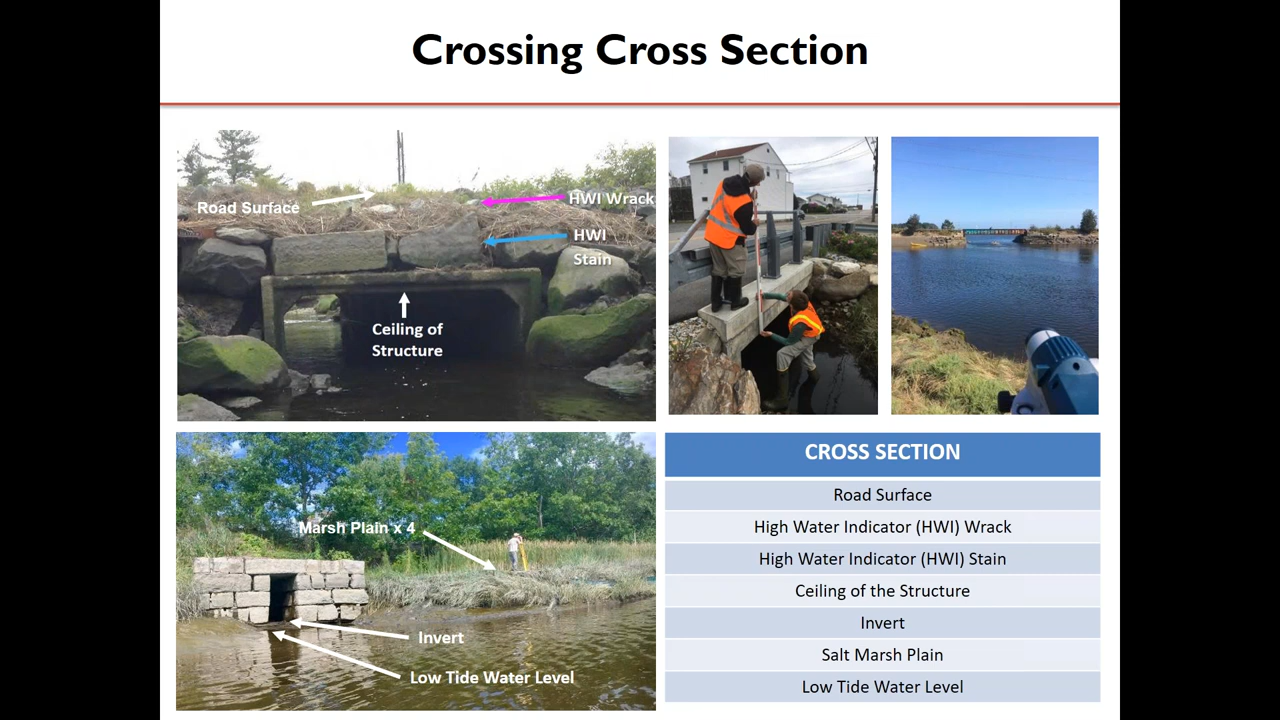 Crossing Cross Section
Road Surface
HWI Wrack
HWI
Stain
Ceiling of
Structure
Marsh Plain x 4
Invert
Low Tide Water Level
CROSS SECTION
Road Surface
High Water Indicator (HWI) Wrack
High Water Indicator (HWI) Stain
Ceiling of the Structure
Invert
Salt Marsh Plain
Low Tide Water Level